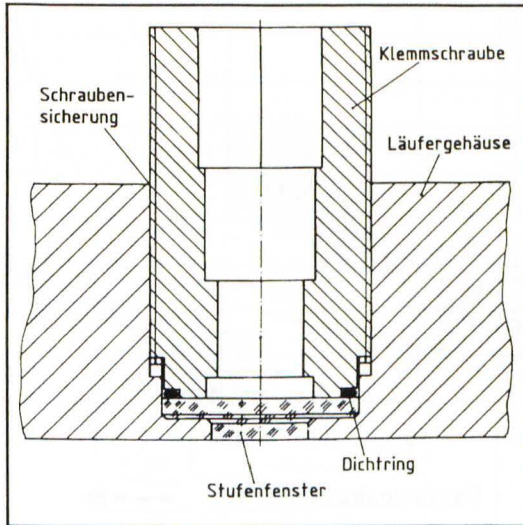 Klemmschraube
Schrauben-
sicherung
Läufergehäuse
Dichtring
Stufenfenster